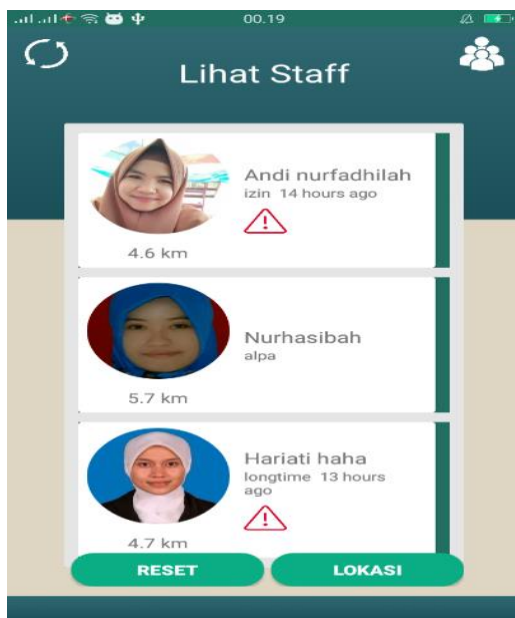 00.19
Lihat Staff
Andi nurfadhilah
izin 14 hours ago
4.6 km
Nurhasibah
alpa
5.7 km
Hariati haha
longtime 13 hours
ago
4.7 km
RESET
LOKASI